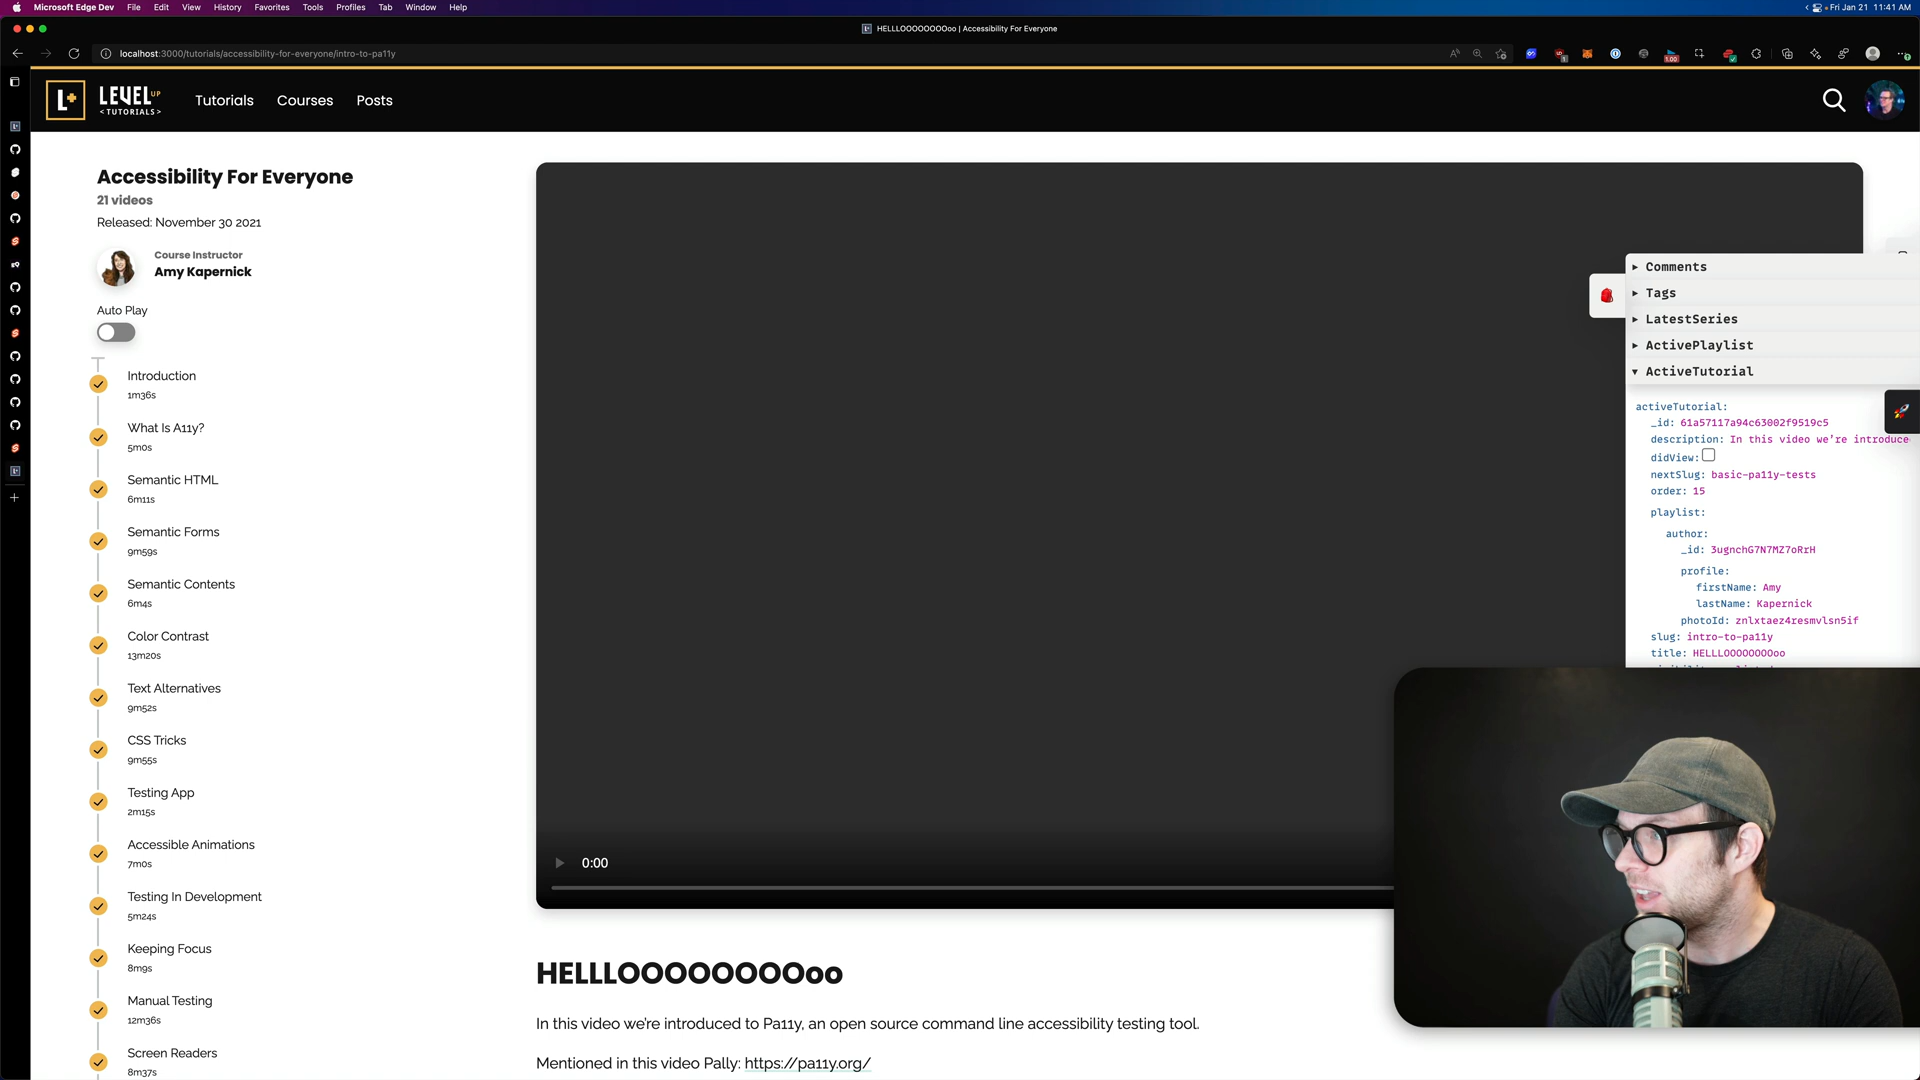 Microsoft Edge Dev File Edit View History Favorites Tools Profiles Tab Window Help
Fri Jan 21 11:41 AM
HELLLOOOOOOOOoo | Accessibility For Everyone
localhost:3000/tutorials/accessibility-for-everyone/intro-to-pa11y
1.00
L+
LEVEL UP
<TUTORIALS>
Tutorials Courses Posts
Accessibility For Everyone
21 videos
Released: November 30 2021
Course Instructor
Amy Kapernick
Auto Play
Introduction
1m36s
What Is A11y?
5m0s
Semantic HTML
6m11s
Semantic Forms
9m59s
Semantic Contents
6m4s
Color Contrast
13m20s
Text Alternatives
9m52s
CSS Tricks
9m55s
Testing App
2m15s
Accessible Animations
7m0s
Testing In Development
5m24s
Keeping Focus
8m9s
Manual Testing
12m36s
Screen Readers
8m37s
0:00
HELLLOOOOOOOOoo
In this video we’re introduced to Pa11y, an open source command line accessibility testing tool.
Mentioned in this video Pally: https://pa11y.org/
Comments
Tags
LatestSeries
ActivePlaylist
ActiveTutorial
activeTutorial:
_id: 61a57117a94c63002f9519c5
description: In this video we’re introduce
didView:
nextSlug: basic-pa11y-tests
order: 15
playlist:
author:
_id: 3ugnchG7N7MZ7oRrH
profile:
firstName: Amy
lastName: Kapernick
photoId: znlxtaez4resmvlsn5if
slug: intro-to-pa11y
title: HELLLOOOOOOOOoo